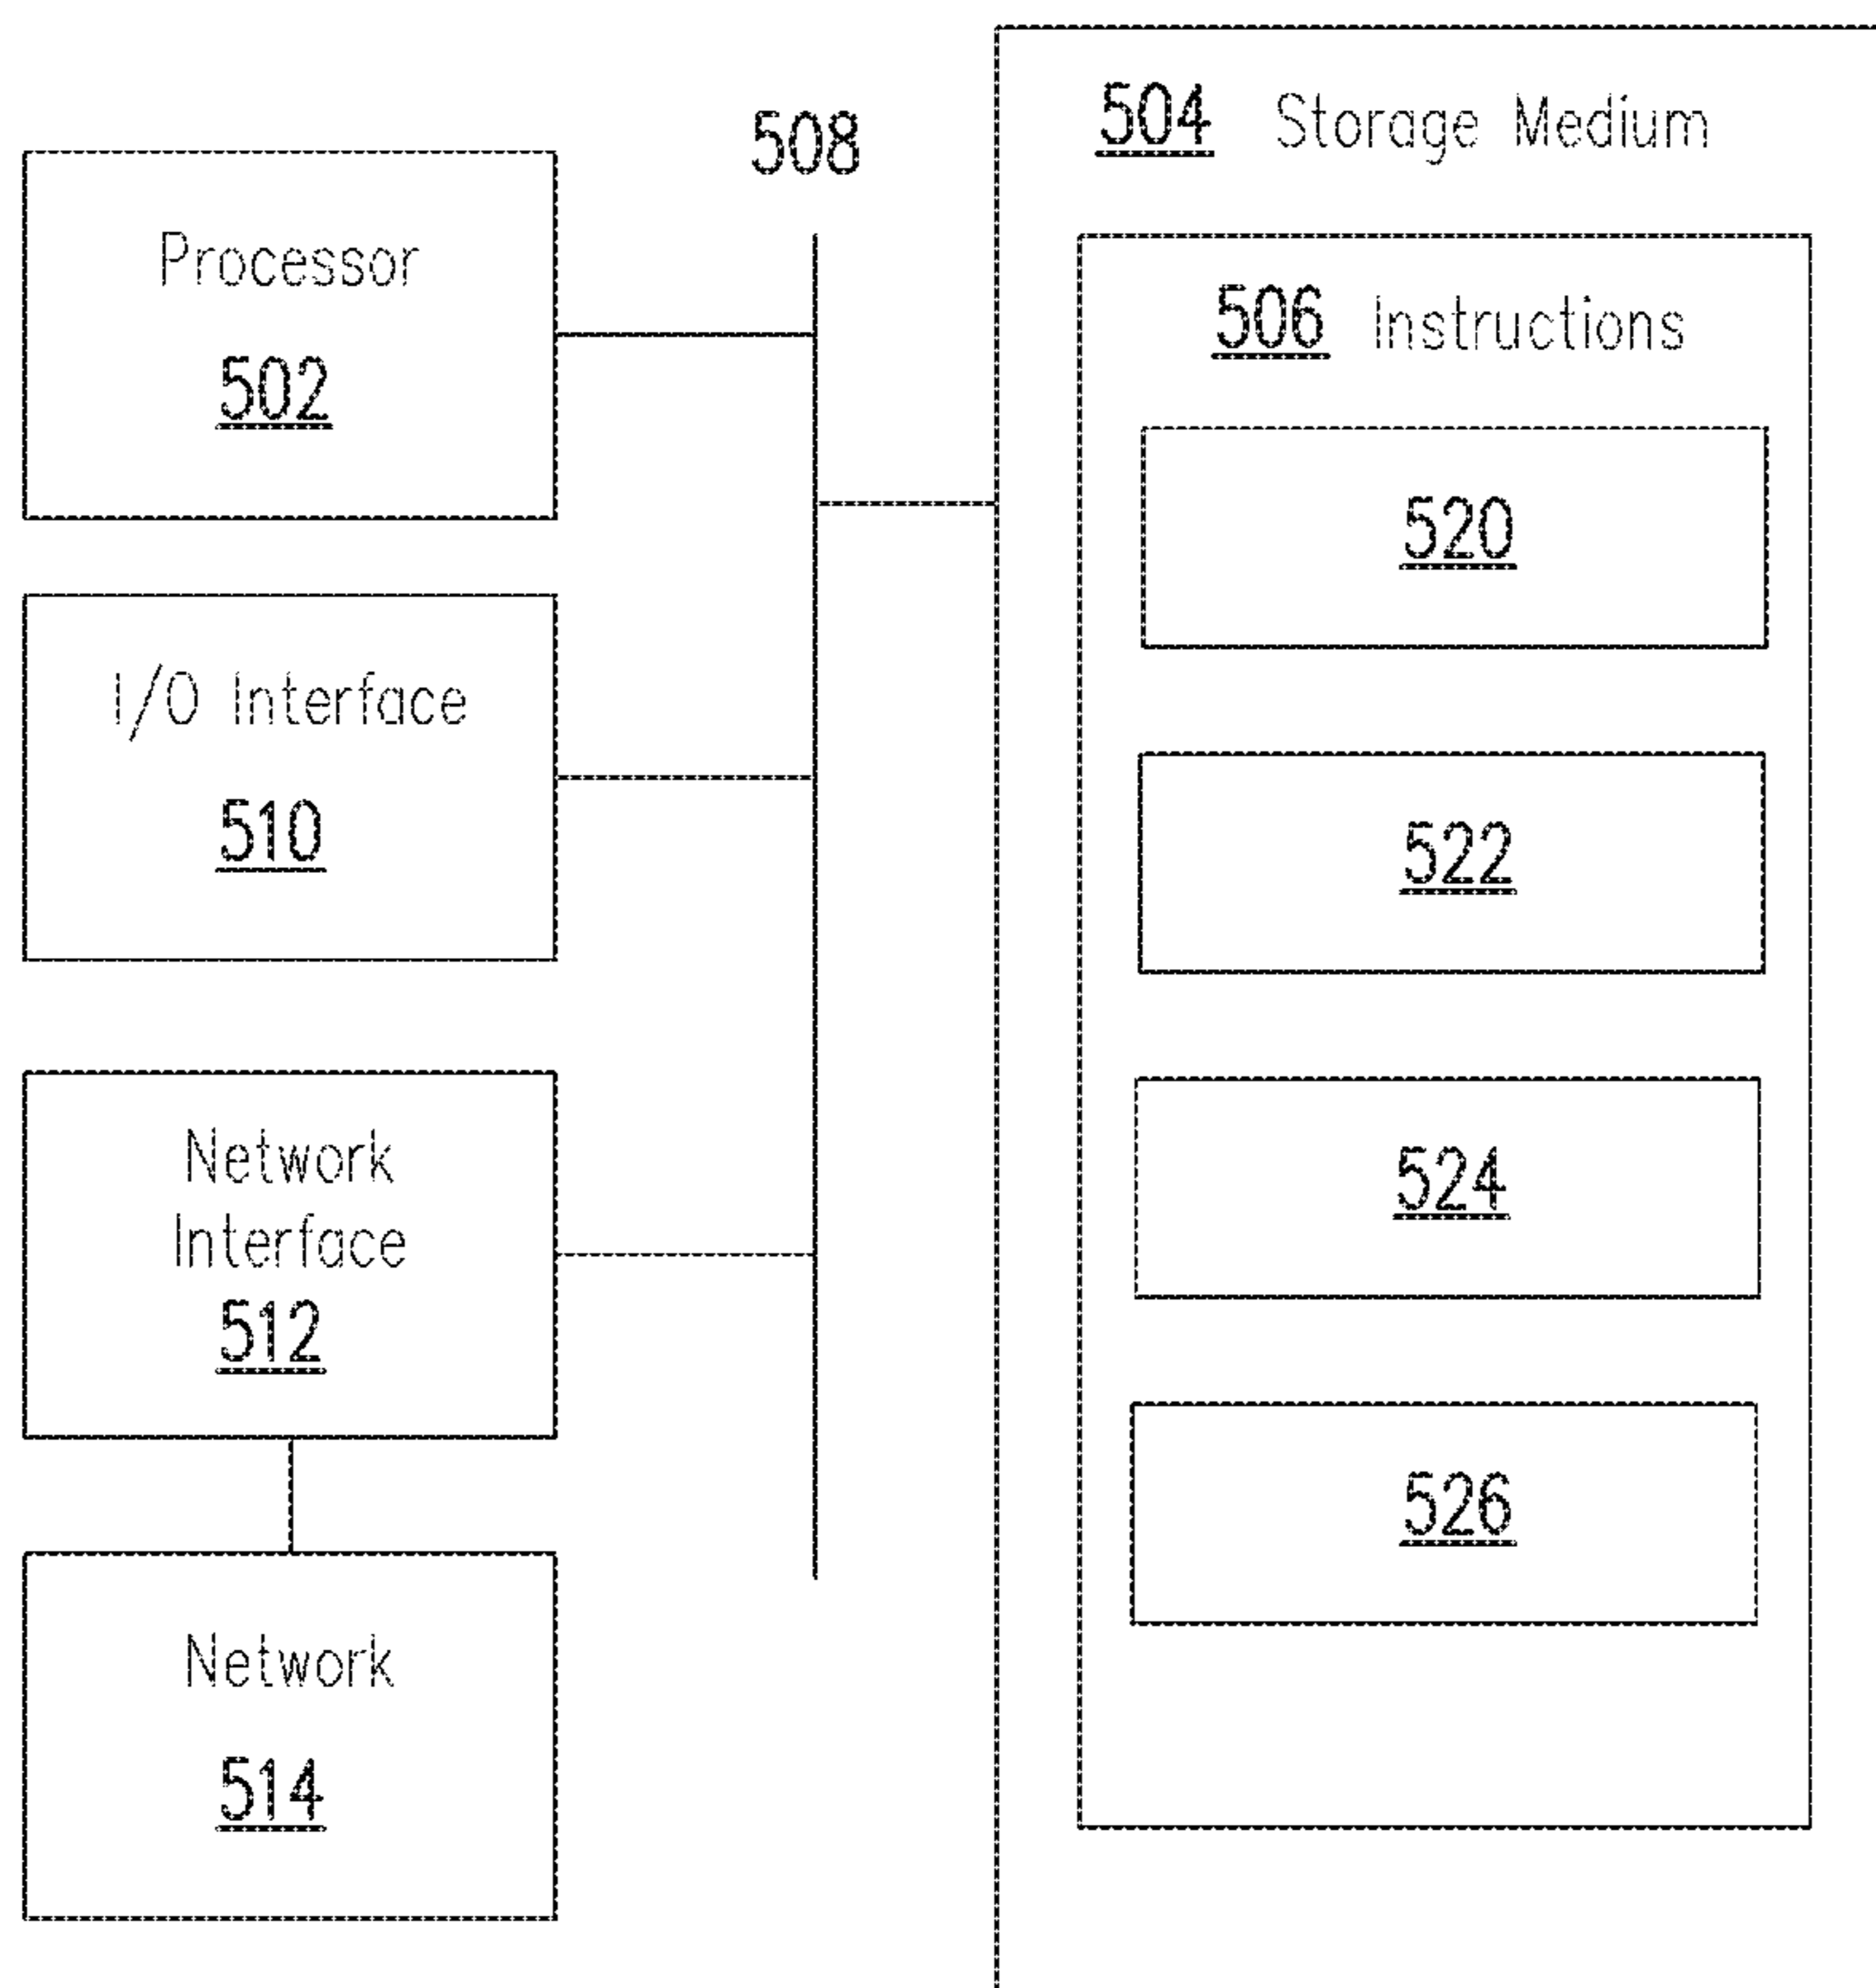 508
Processor
502
I/O Interface
510
Network
Interface
512
Network
514
504 Storage Medium
506 Instructions
520
522
524
526